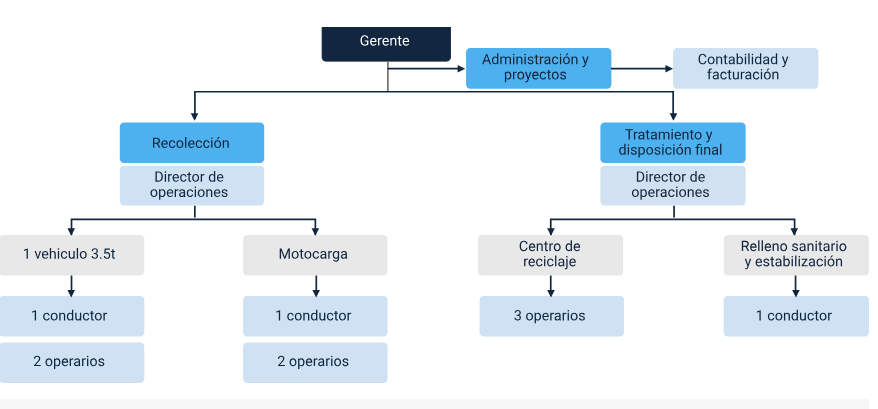 Gerente
Administración y
proyectos
Contabilidad y
facturación
Recolección
Director de
operaciones
Tratamiento y
disposición final
Director de
operaciones
1 vehiculo 3.5t
Motocarga
Centro de
reciclaje
Relleno sanitario
y estabilización
1 conductor
1 conductor
3 operarios
1 conductor
2 operarios
2 operarios